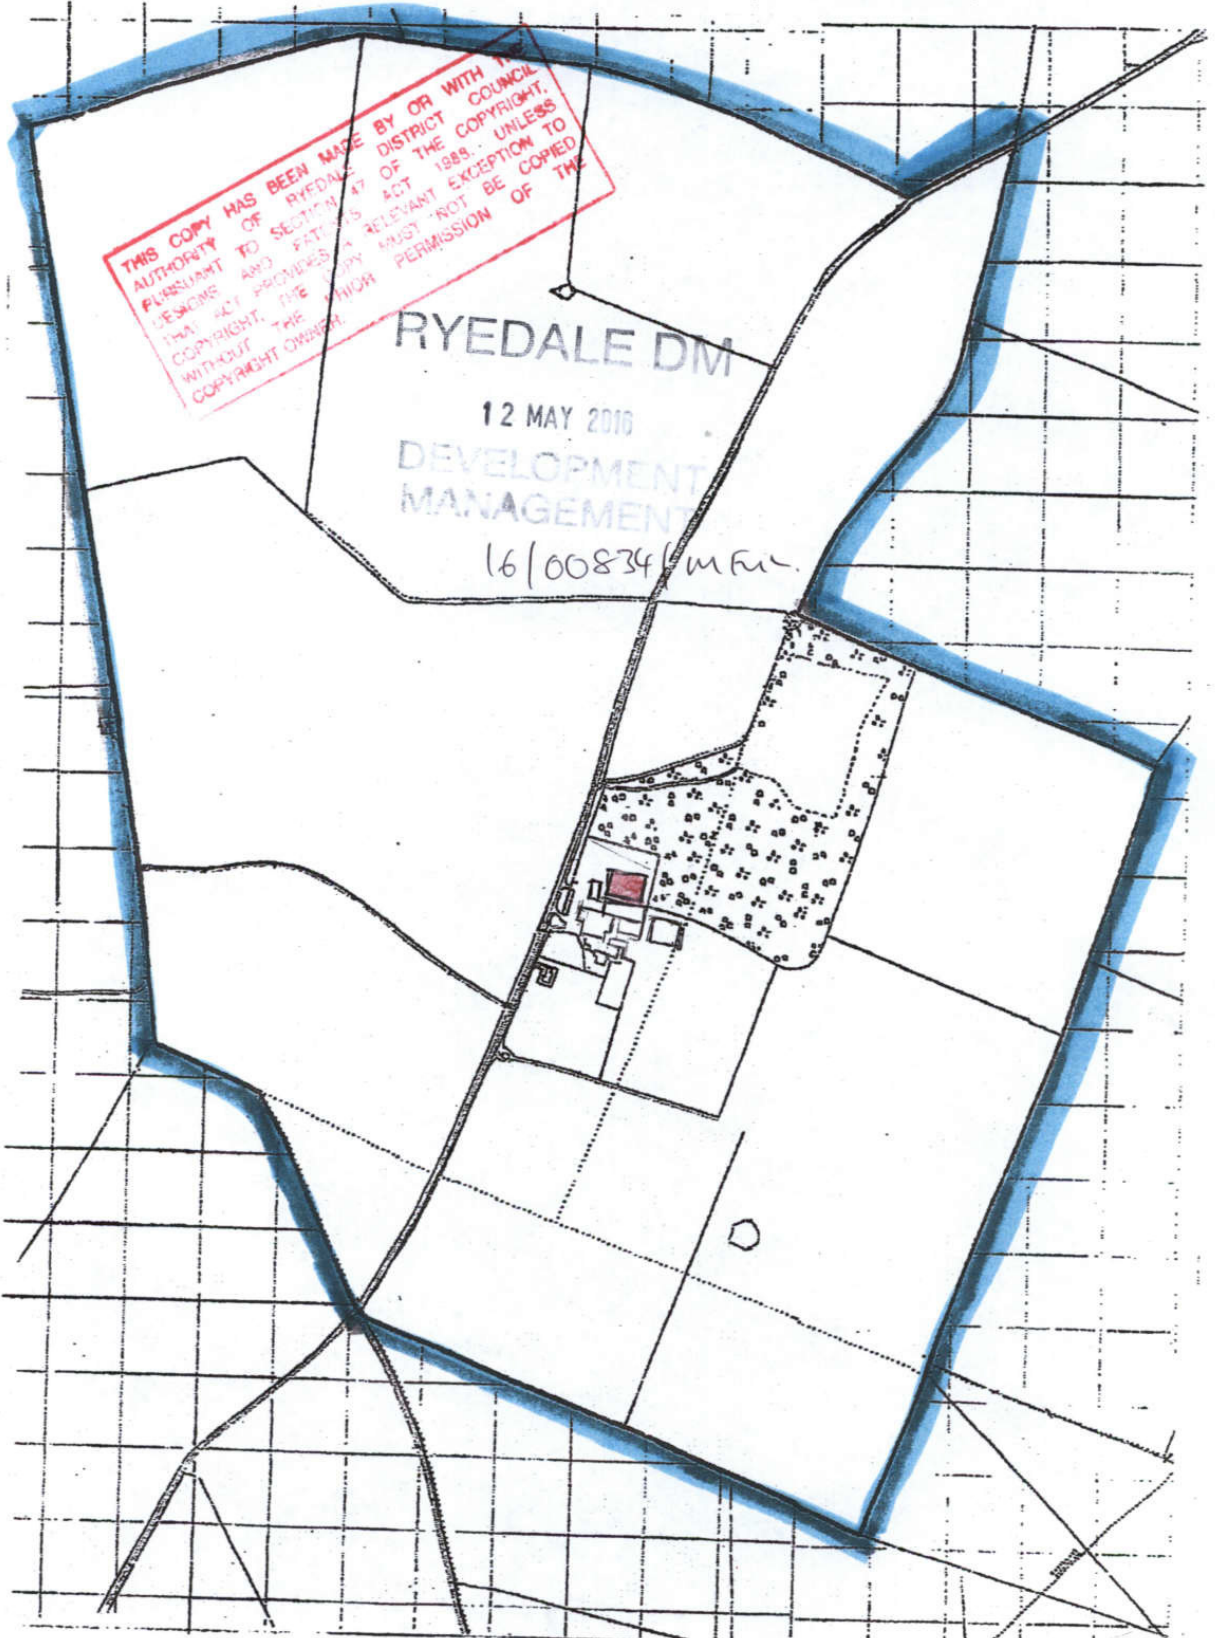 THIS COPY HAS BEEN MADE BY OR WITH THE
AUTHORITY OF RYEDALE DISTRICT COUNCIL
PURSUANT TO SECTION 47 OF THE COPYRIGHT,
DESIGNS AND PATENTS ACT 1988. UNLESS
THAT ACT PROVIDES A RELEVANT EXCEPTION TO
COPYRIGHT, THE COPY MUST NOT BE COPIED
WITHOUT THE PRIOR PERMISSION OF THE
COPYRIGHT OWNER.
RYEDALE DM
12 MAY 2016
DEVELOPMENT
MANAGEMENT
16/00834/MFUL